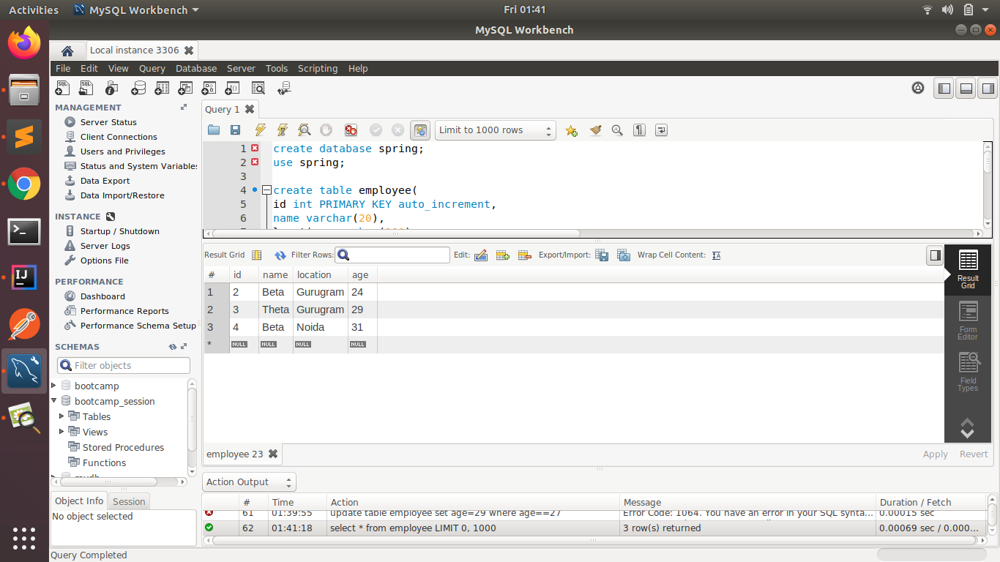 Activities MySQL Workbench Fri 01:41
MySQL Workbench
Local instance 3306
File Edit View Query Database Server Tools Scripting Help
MANAGEMENT
Server Status
Client Connections
Users and Privileges
Status and System Variables
Data Export
Data Import/Restore
INSTANCE
Startup / Shutdown
Server Logs
Options File
PERFORMANCE
Dashboard
Performance Reports
Performance Schema Setup
SCHEMAS
Filter objects
bootcamp
bootcamp_session
Tables
Views
Stored Procedures
Functions
Object Info Session
No object selected
Query 1
Limit to 1000 rows
1 create database spring;
2 use spring;
3
4 create table employee(
5 id int PRIMARY KEY auto_increment,
6 name varchar(20),
Result Grid Filter Rows: Edit: Export/Import: Wrap Cell Content:
# id name location age
1 2 Beta Gurugram 24
2 3 Theta Gurugram 29
3 4 Beta Noida 31
* NULL NULL NULL NULL
Result Grid
Form Editor
Field Types
employee 23 Apply Revert
Action Output
# Time Action Message Duration / Fetch
61 01:39:55 update table employee set age=29 where age==27 Error Code: 1064. You have an error in your SQL synta... 0.00015 sec
62 01:41:18 select * from employee LIMIT 0, 1000 3 row(s) returned 0.00069 sec / 0.000...
Query Completed